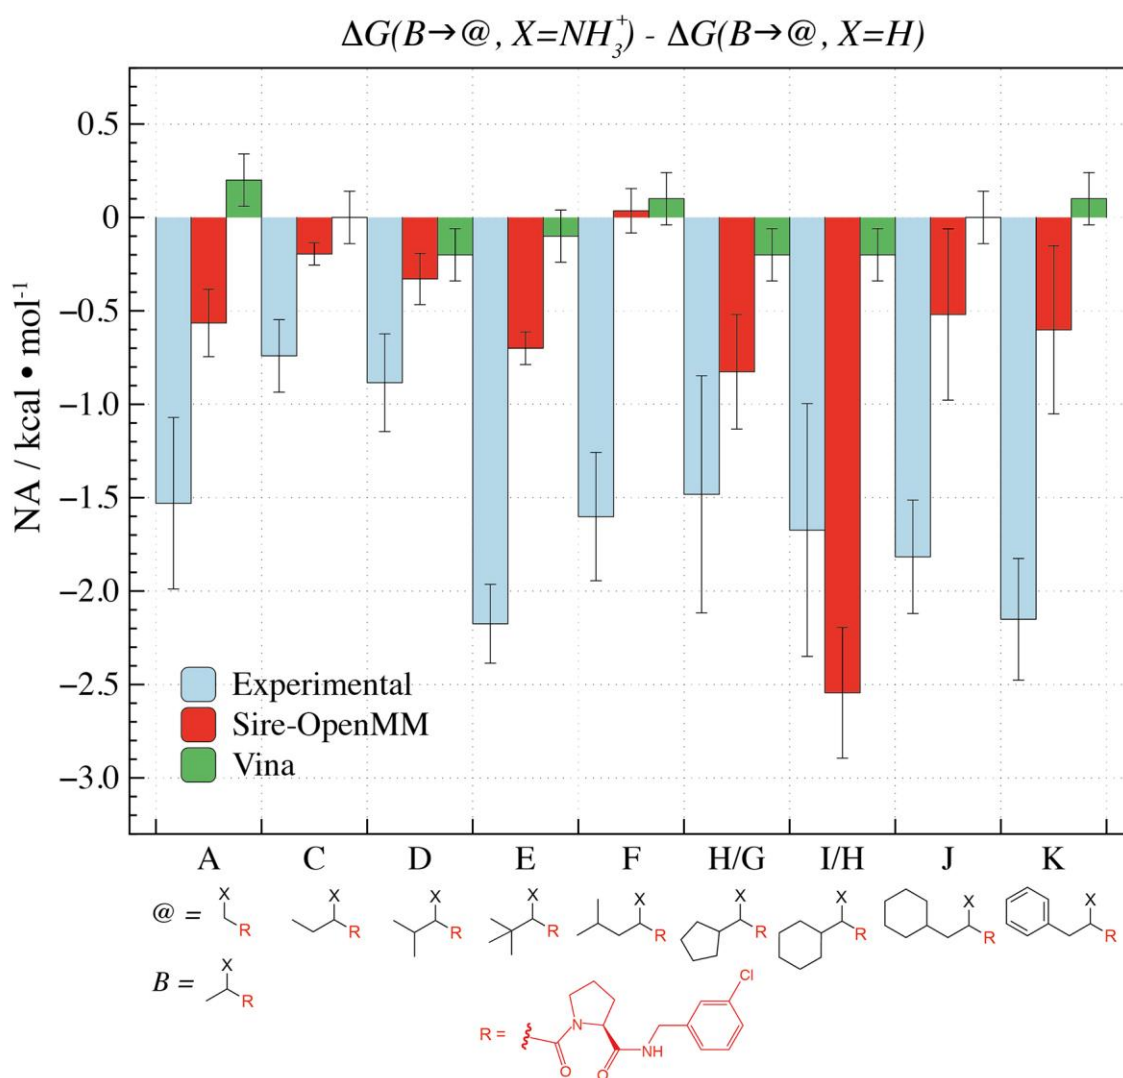 ΔG(B→@, X=NH₃⁺) - ΔG(B→@, X=H)
NA / kcal • mol⁻¹
0.5
0
−0.5
−1.0
−1.5
−2.0
−2.5
−3.0
Experimental
Sire-OpenMM
Vina
A C D E F H/G I/H J K
@ =
X R
X R
X R
X R
X R
X R
X R
X R
X R
B =
X R
R =
N
O
O
NH
Cl